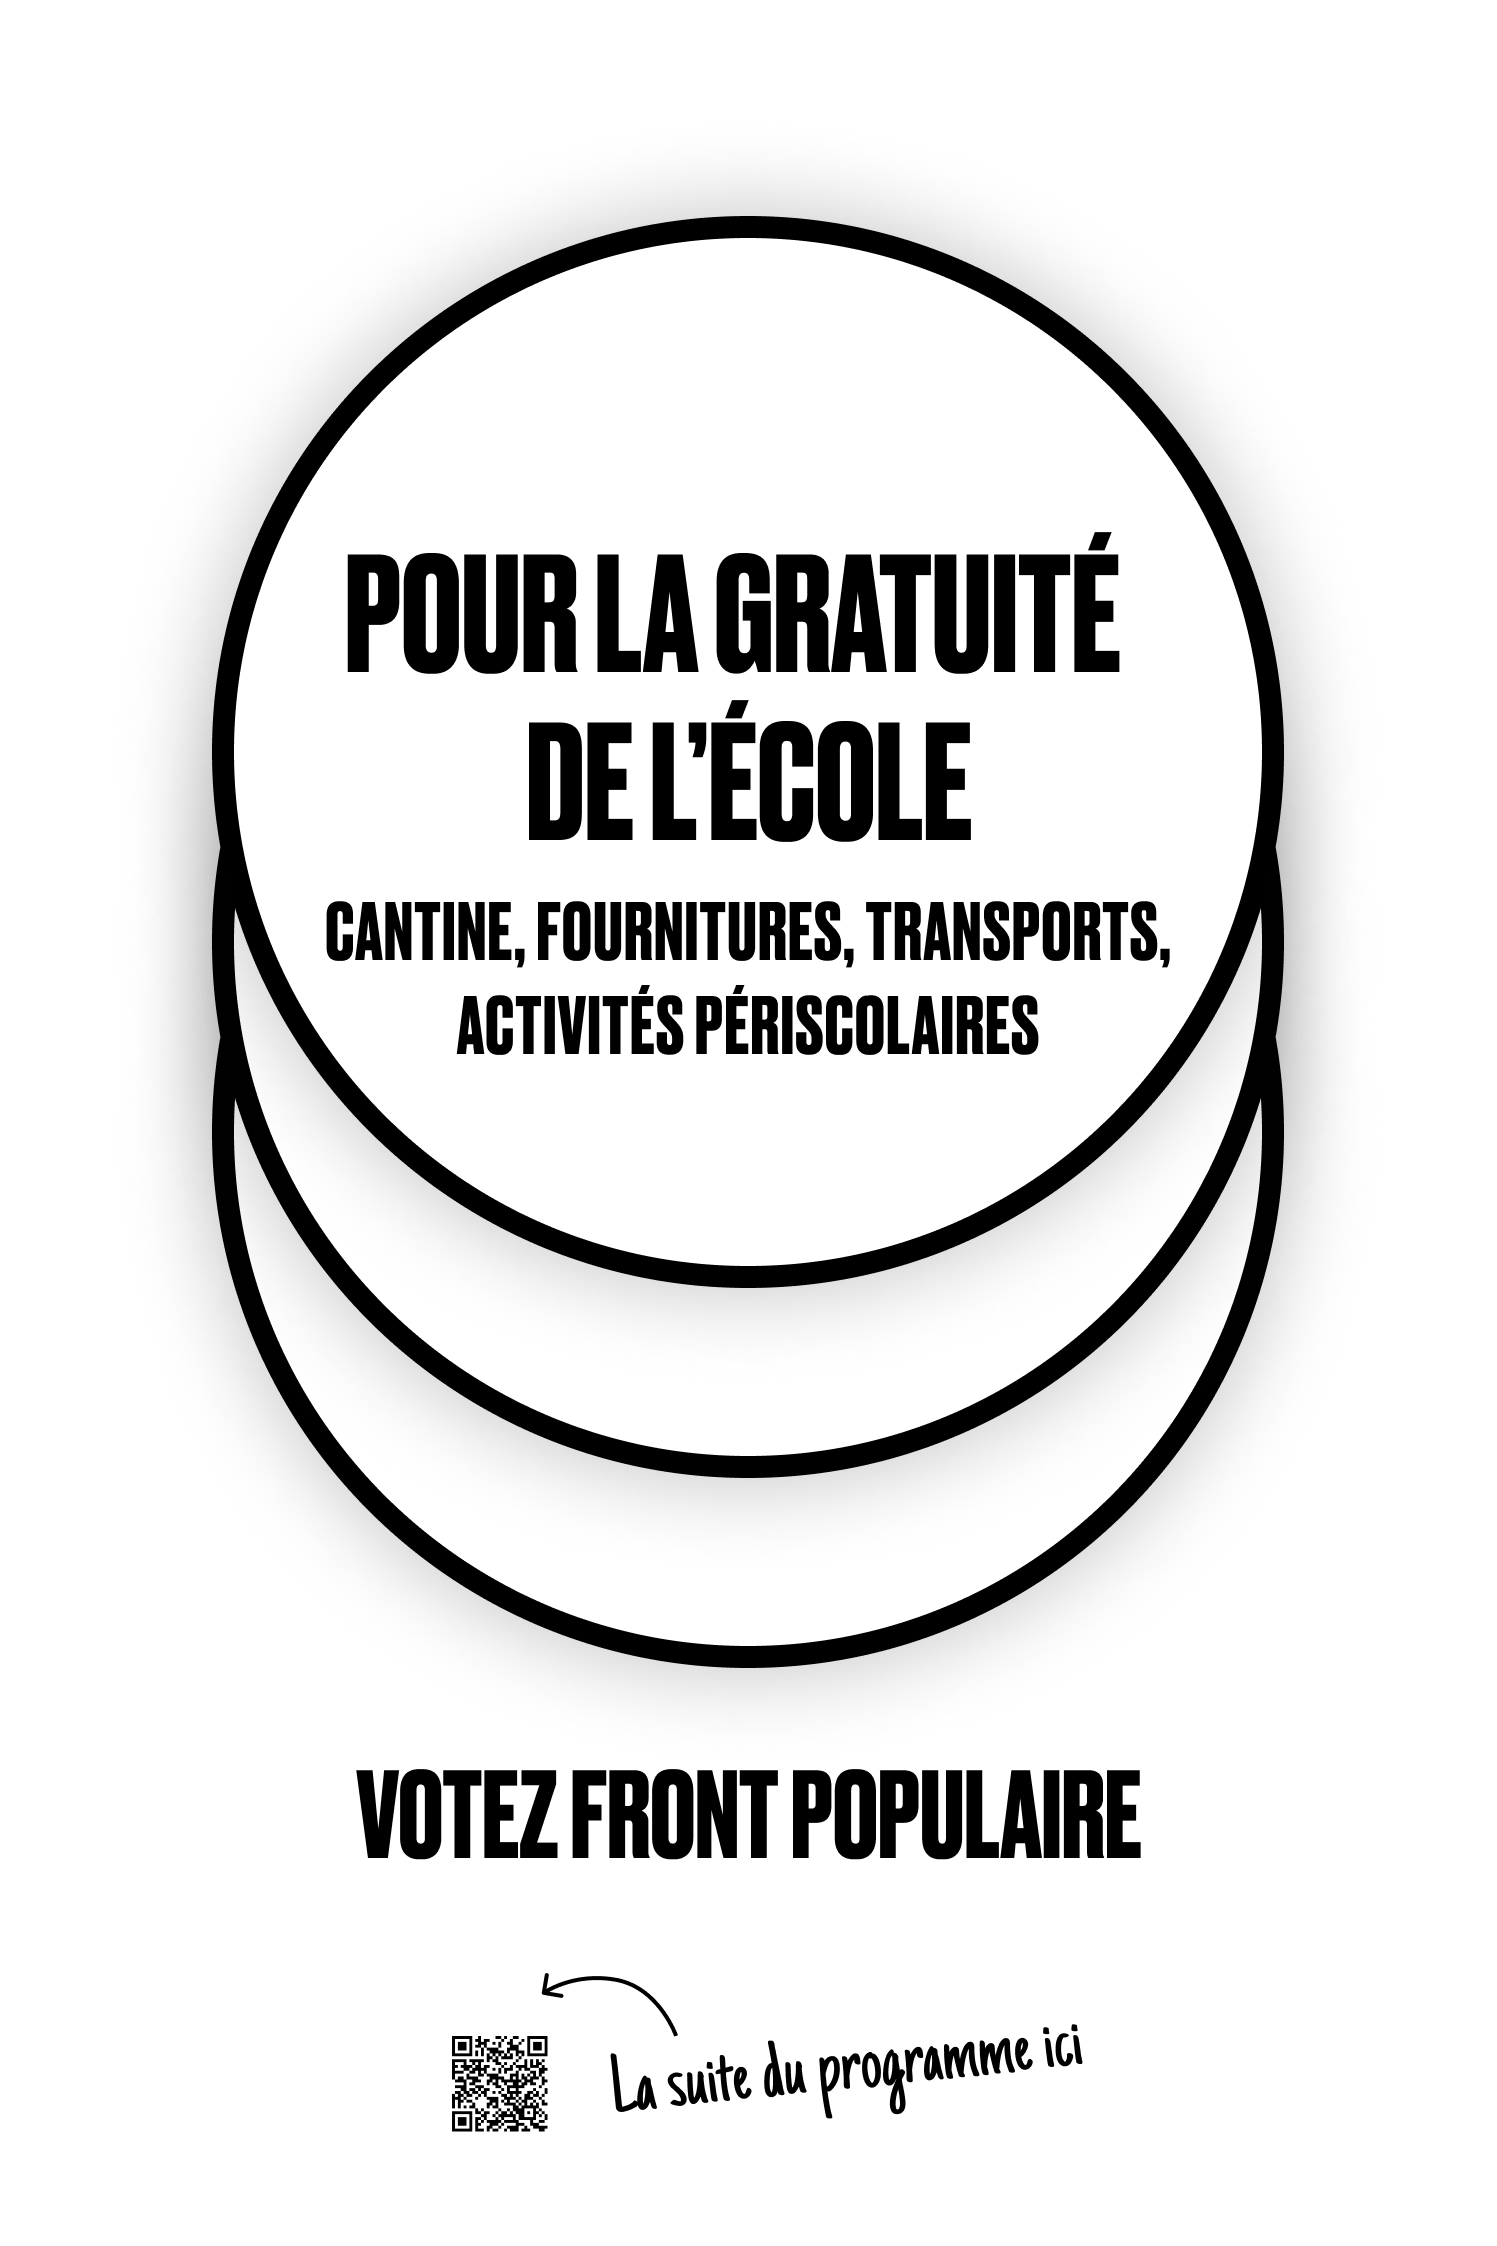 POUR LA GRATUITÉ
DE L’ÉCOLE
CANTINE, FOURNITURES, TRANSPORTS,
ACTIVITÉS PÉRISCOLAIRES
VOTEZ FRONT POPULAIRE
La suite du programme ici